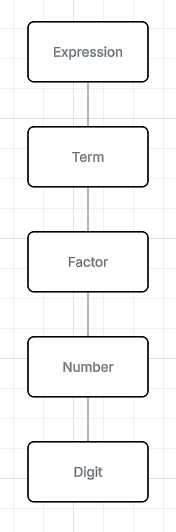 Expression
Term
Factor
Number
Digit